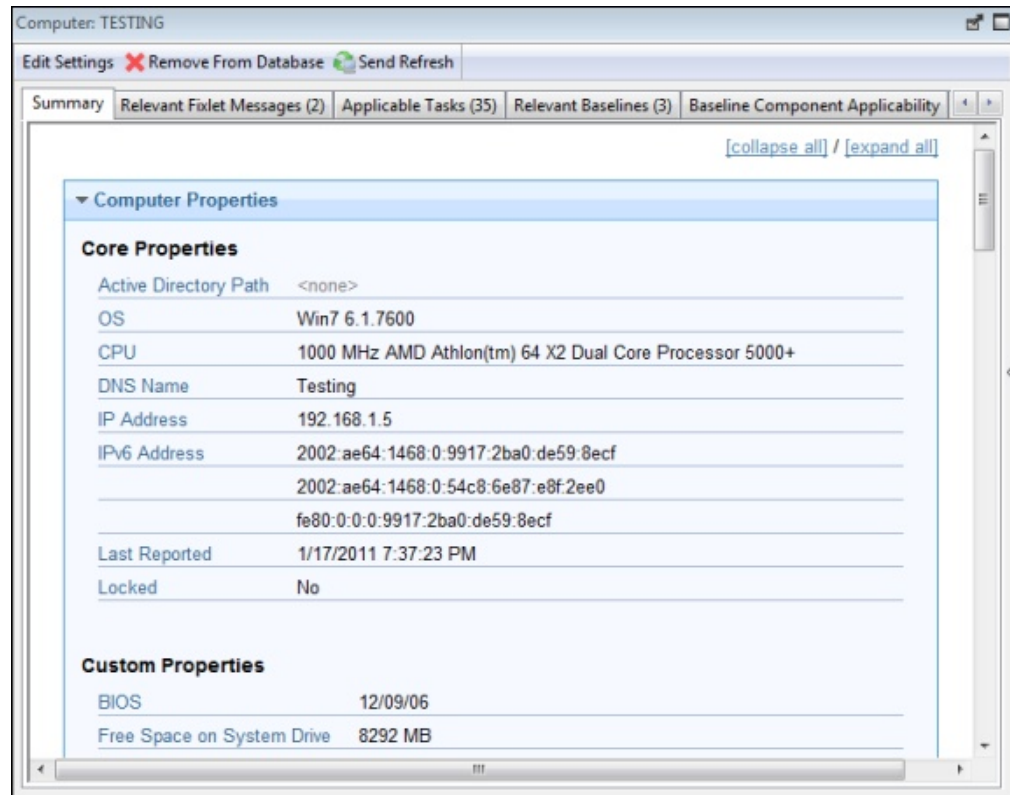 Computer: TESTING
Edit Settings Remove From Database Send Refresh
Summary Relevant Fixlet Messages (2) Applicable Tasks (35) Relevant Baselines (3) Baseline Component Applicability
[collapse all] / [expand all]
Computer Properties
Core Properties
Active Directory Path <none>
OS Win7 6.1.7600
CPU 1000 MHz AMD Athlon(tm) 64 X2 Dual Core Processor 5000+
DNS Name Testing
IP Address 192.168.1.5
IPv6 Address 2002:ae64:1468:0:9917:2ba0:de59:8ecf
2002:ae64:1468:0:54c8:6e87:e8f:2ee0
fe80:0:0:0:9917:2ba0:de59:8ecf
Last Reported 1/17/2011 7:37:23 PM
Locked No
Custom Properties
BIOS 12/09/06
Free Space on System Drive 8292 MB